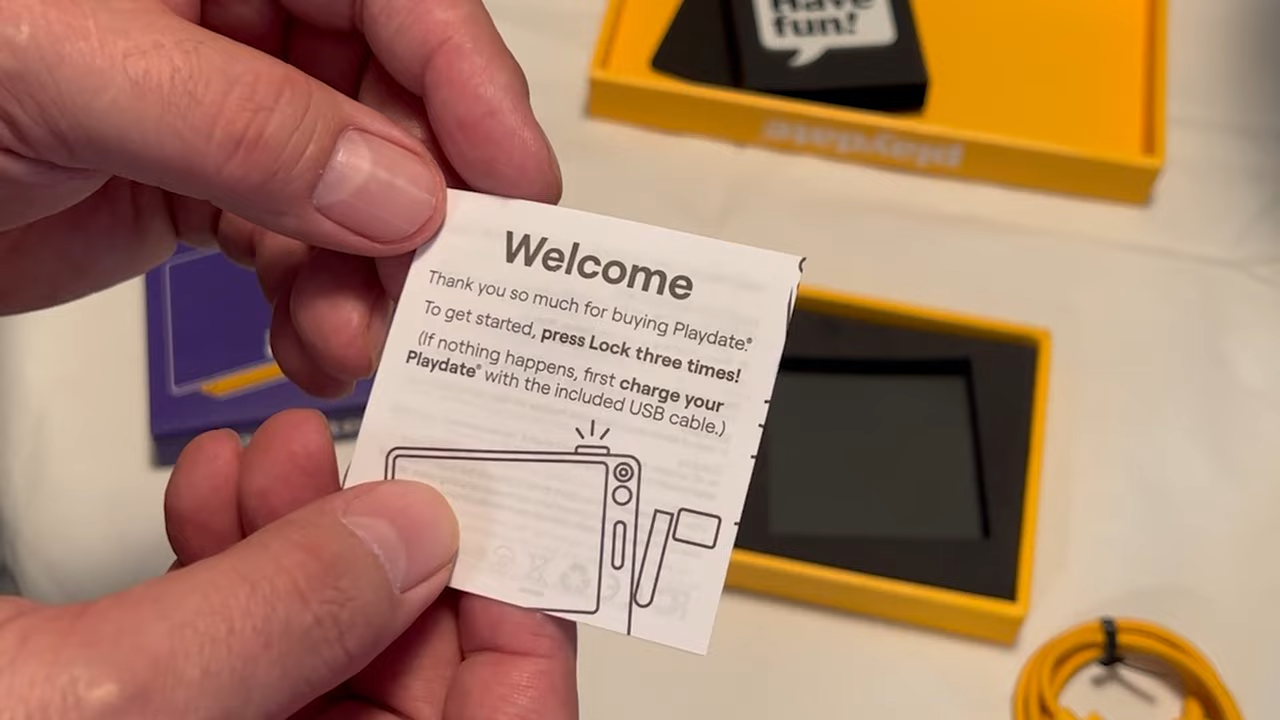 Have
fun!
playdate
Welcome
Thank you so much for buying Playdate.®
To get started, press Lock three times!
(If nothing happens, first charge your
Playdate® with the included USB cable.)